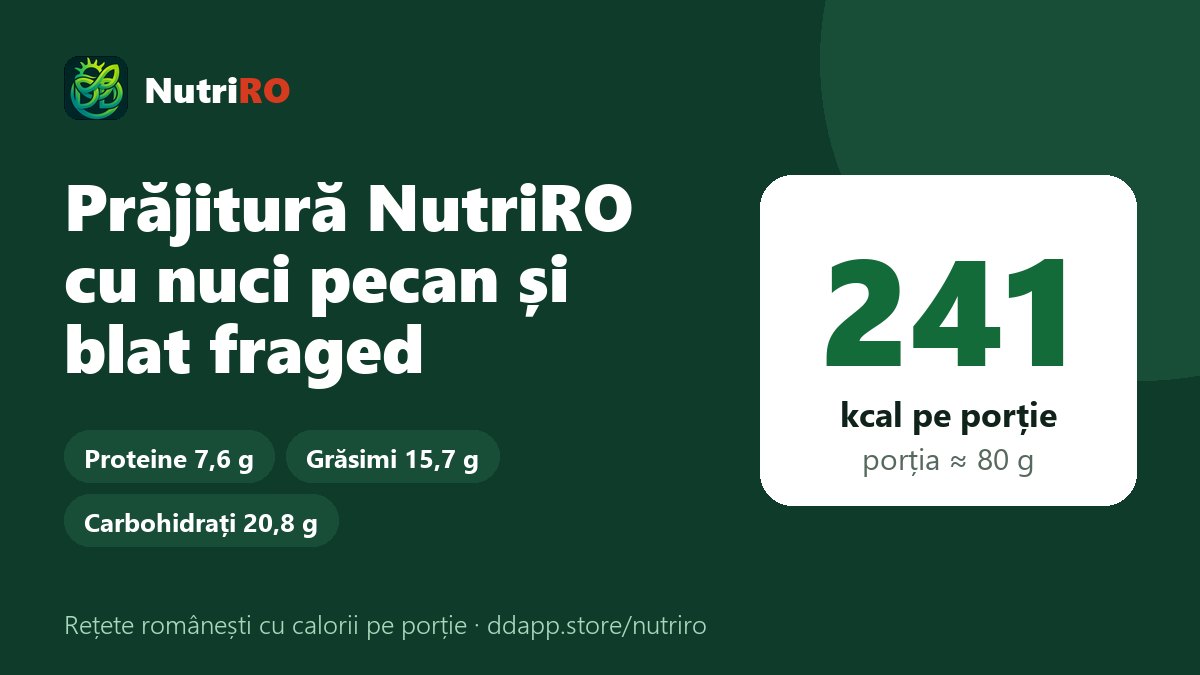 NutriRO
Prăjitură NutriRO
cu nuci pecan și
blat fraged
Proteine 7,6 g
Grăsimi 15,7 g
Carbohidrați 20,8 g
241
kcal pe porție
porția ≈ 80 g
Rețete românești cu calorii pe porție · ddapp.store/nutriro